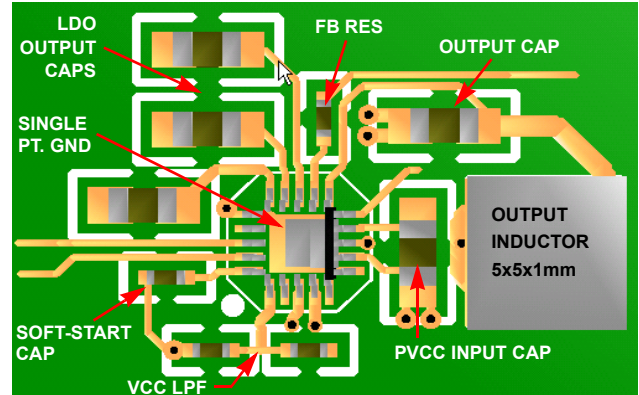 LDO
OUTPUT
CAPS
FB RES
OUTPUT CAP
SINGLE
PT. GND
OUTPUT
INDUCTOR
5x5x1mm
SOFT-START
CAP
PVCC INPUT CAP
VCC LPF